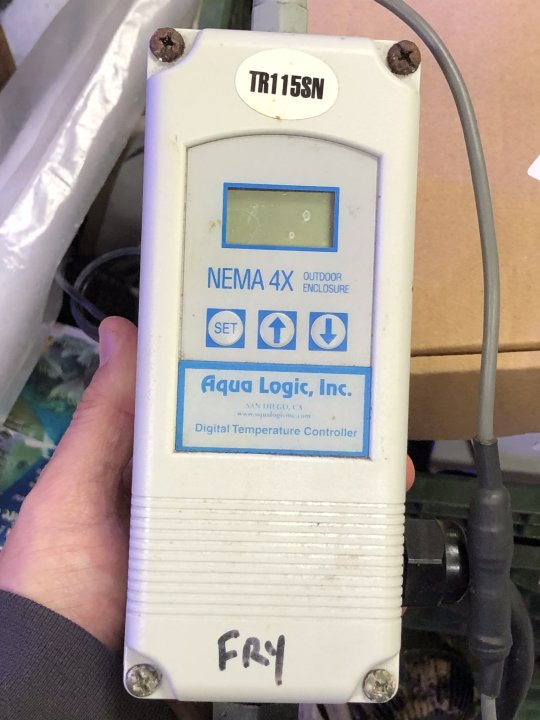 TR115SN
NEMA 4X
OUTDOOR
ENCLOSURE
SET
Aqua Logic, Inc.
SAN DIEGO, CA
www.aqualogicinc.com
Digital Temperature Controller
FRY